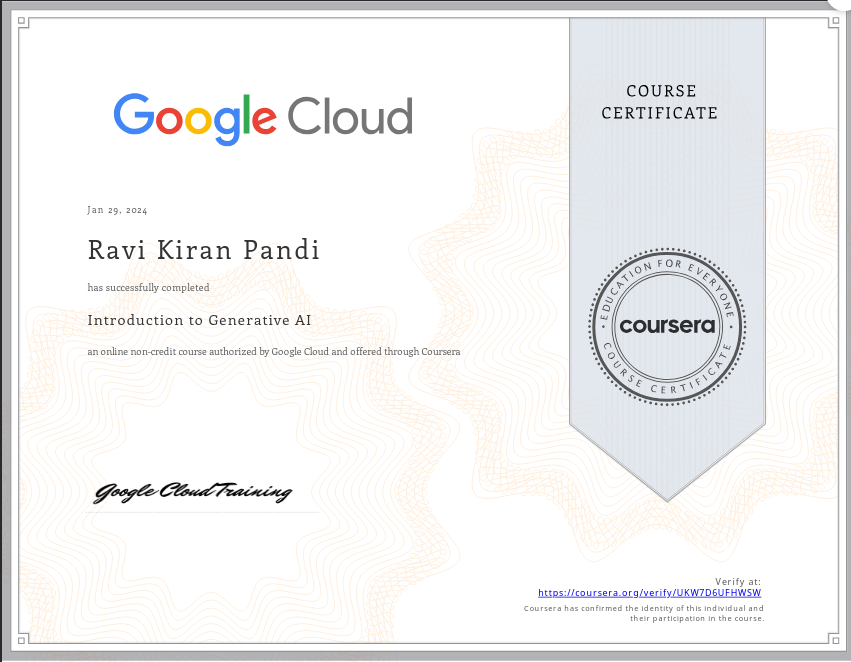 Google Cloud
COURSE
CERTIFICATE
Jan 29, 2024
Ravi Kiran Pandi
has successfully completed
Introduction to Generative AI
an online non-credit course authorized by Google Cloud and offered through Coursera
EDUCATION FOR EVERYONE
coursera
COURSE CERTIFICATE
Google Cloud Training
Verify at:
https://coursera.org/verify/UKW7D6UFHWSW
Coursera has confirmed the identity of this individual and
their participation in the course.